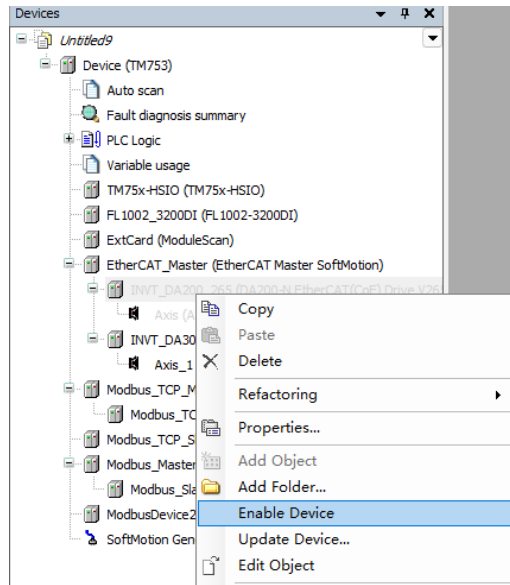 Devices
Untitled9
Device (TM753)
Auto scan
Fault diagnosis summary
PLC Logic
Variable usage
TM75x-HSIO (TM75x-HSIO)
FL1002_3200DI (FL1002-3200DI)
ExtCard (ModuleScan)
EtherCAT_Master (EtherCAT Master SoftMotion)
INVT_DA200_265 (DA200-N EtherCAT(CoE) Drive V265
Axis (A
INVT_DA30
Axis_1
Modbus_TCP_M
Modbus_TC
Modbus_TCP_S
Modbus_Master
Modbus_Sla
ModbusDevice2
SoftMotion Gen
Copy
Paste
Delete
Refactoring
Properties...
Add Object
Add Folder...
Enable Device
Update Device...
Edit Object